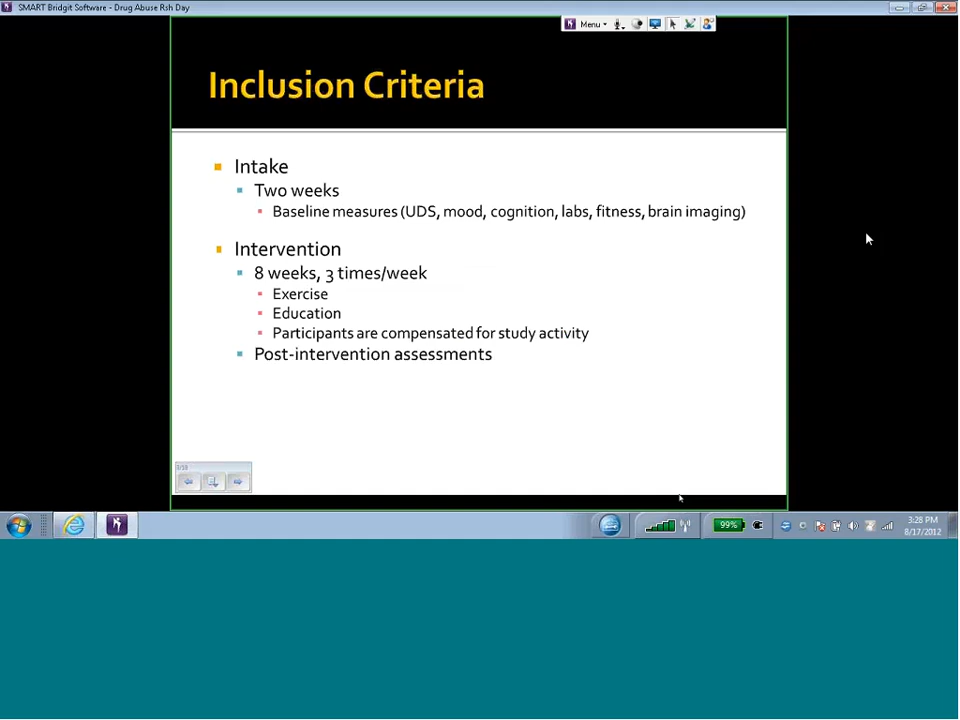 SMART Bridgit Software - Drug Abuse Rsh Day
Menu
Inclusion Criteria
Intake
Two weeks
Baseline measures (UDS, mood, cognition, labs, fitness, brain imaging)
Intervention
8 weeks, 3 times/week
Exercise
Education
Participants are compensated for study activity
Post-intervention assessments
99%
3:28 PM
8/17/2012